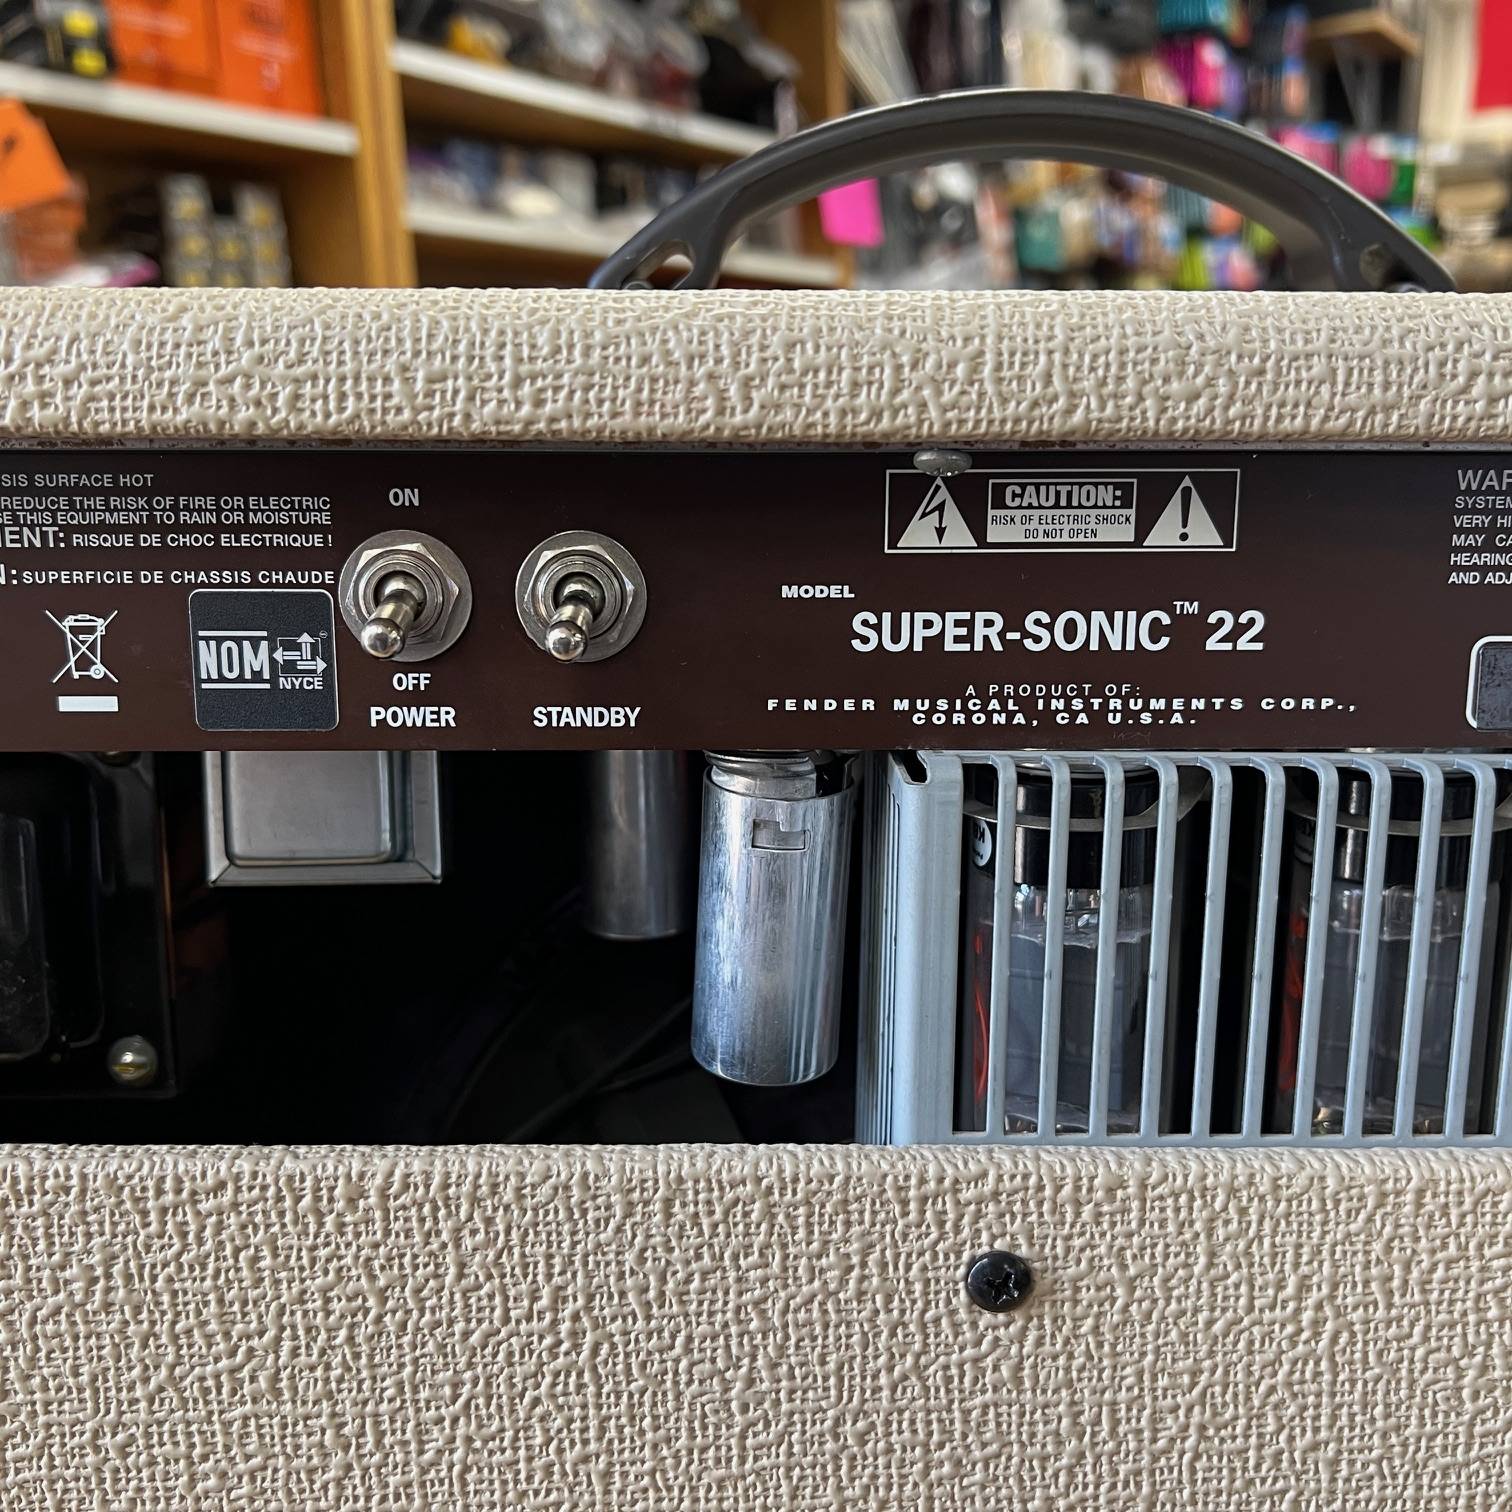 SIS SURFACE HOT
REDUCE THE RISK OF FIRE OR ELECTRIC
SE THIS EQUIPMENT TO RAIN OR MOISTURE
MENT: RISQUE DE CHOC ELECTRIQUE !
N: SUPERFICIE DE CHASSIS CHAUDE
NOM
NYCE
ON
OFF
POWER
STANDBY
CAUTION:
RISK OF ELECTRIC SHOCK
DO NOT OPEN
MODEL
SUPER-SONIC™ 22
A PRODUCT OF:
FENDER MUSICAL INSTRUMENTS CORP.,
CORONA, CA U.S.A.
WAR
SYSTEM
VERY HI
MAY CA
HEARING
AND ADJ